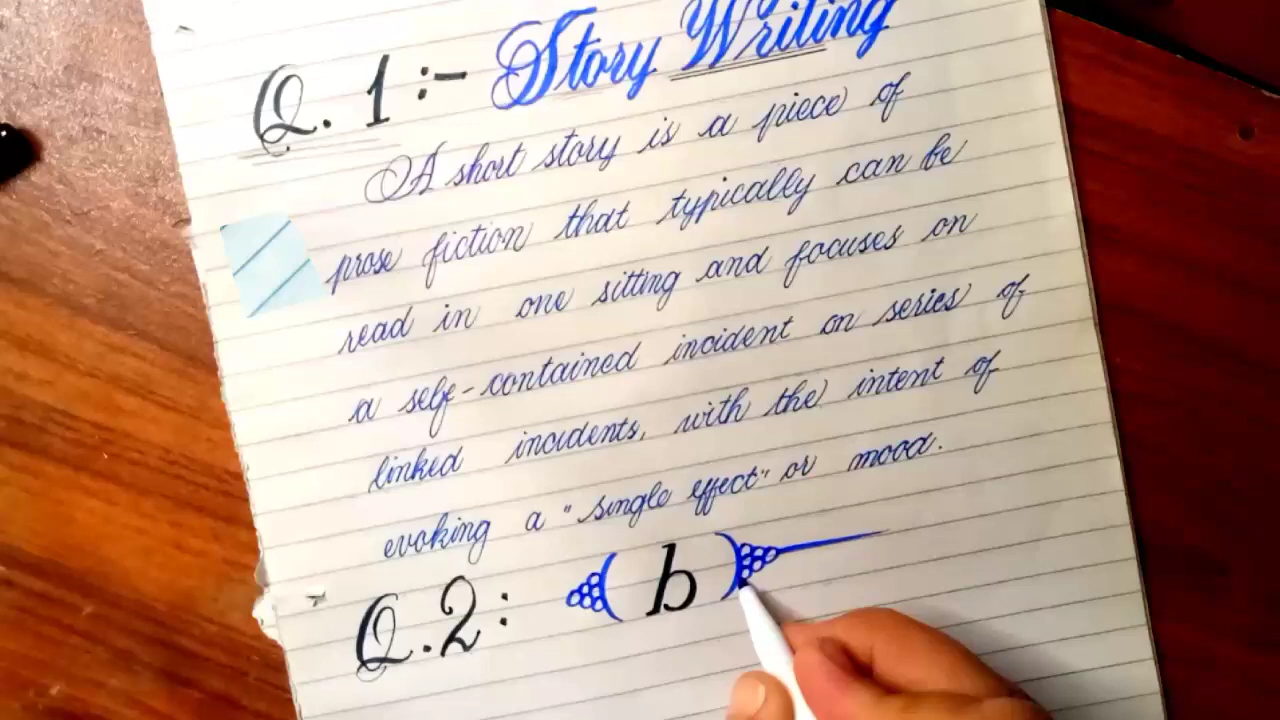 Q. 1 :- Story Writing
A short story is a piece of
prose fiction that typically can be
read in one sitting and focuses on
a self-contained incident on series of
linked incidents, with the intent of
evoking a "single effect" or mood.
Q.2: ( b )